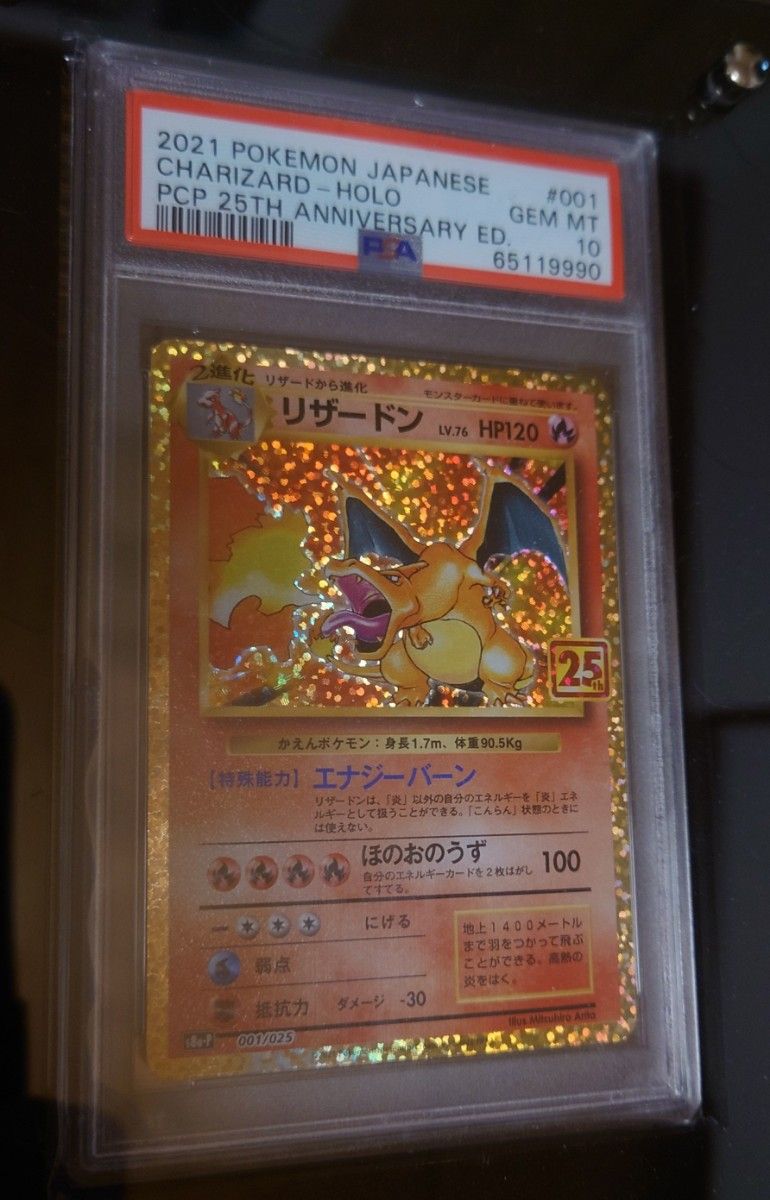 2021 POKEMON JAPANESE #001
CHARIZARD-HOLO GEM MT
PCP 25TH ANNIVERSARY ED. 10
PSA 65119990
2進化 リザードから進化 モンスターカードに重ねて使います。
リザードン LV.76 HP120
25th
かえんポケモン：身長1.7m、体重90.5Kg
【特殊能力】エナジーバーン
リザードンは、「炎」以外の自分のエネルギーを「炎」エネ
ルギーとして扱うことができる。「こんらん」状態のときに
は使えない。
ほのおのうず 100
自分のエネルギーカードを2枚はがし
てすてる。
にげる
弱点
抵抗力 ダメージ -30
地上1400メートル
まで羽をつかって飛ぶ
ことができる。高熱の
炎をはく。
Illus Mitsuhiro Arita
s8a-P 001/025